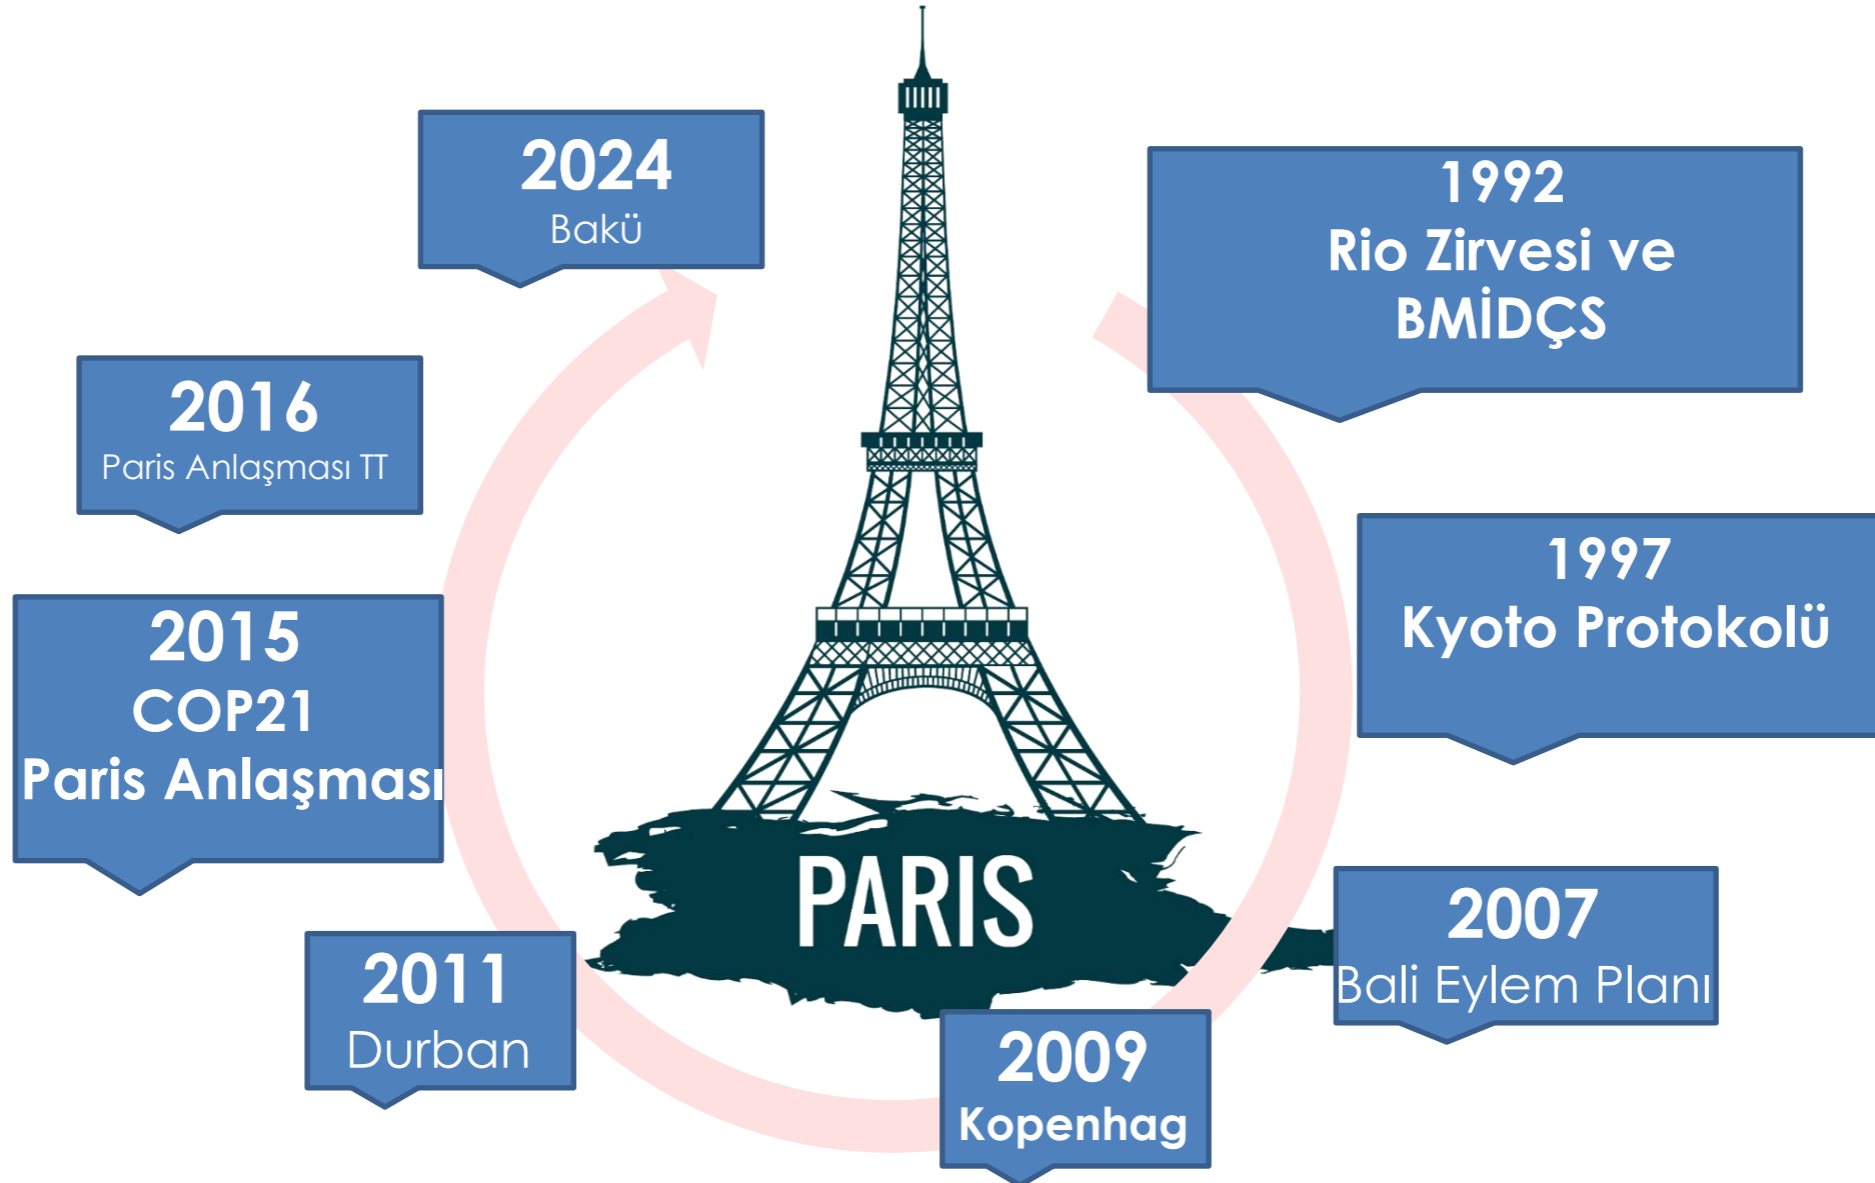 1992
Rio Zirvesi ve
BMİDÇS
1997
Kyoto Protokolü
2007
Bali Eylem Planı
2009
Kopenhag
2011
Durban
2015
COP21
Paris Anlaşması
2016
Paris Anlaşması TT
2024
Bakü
PARIS